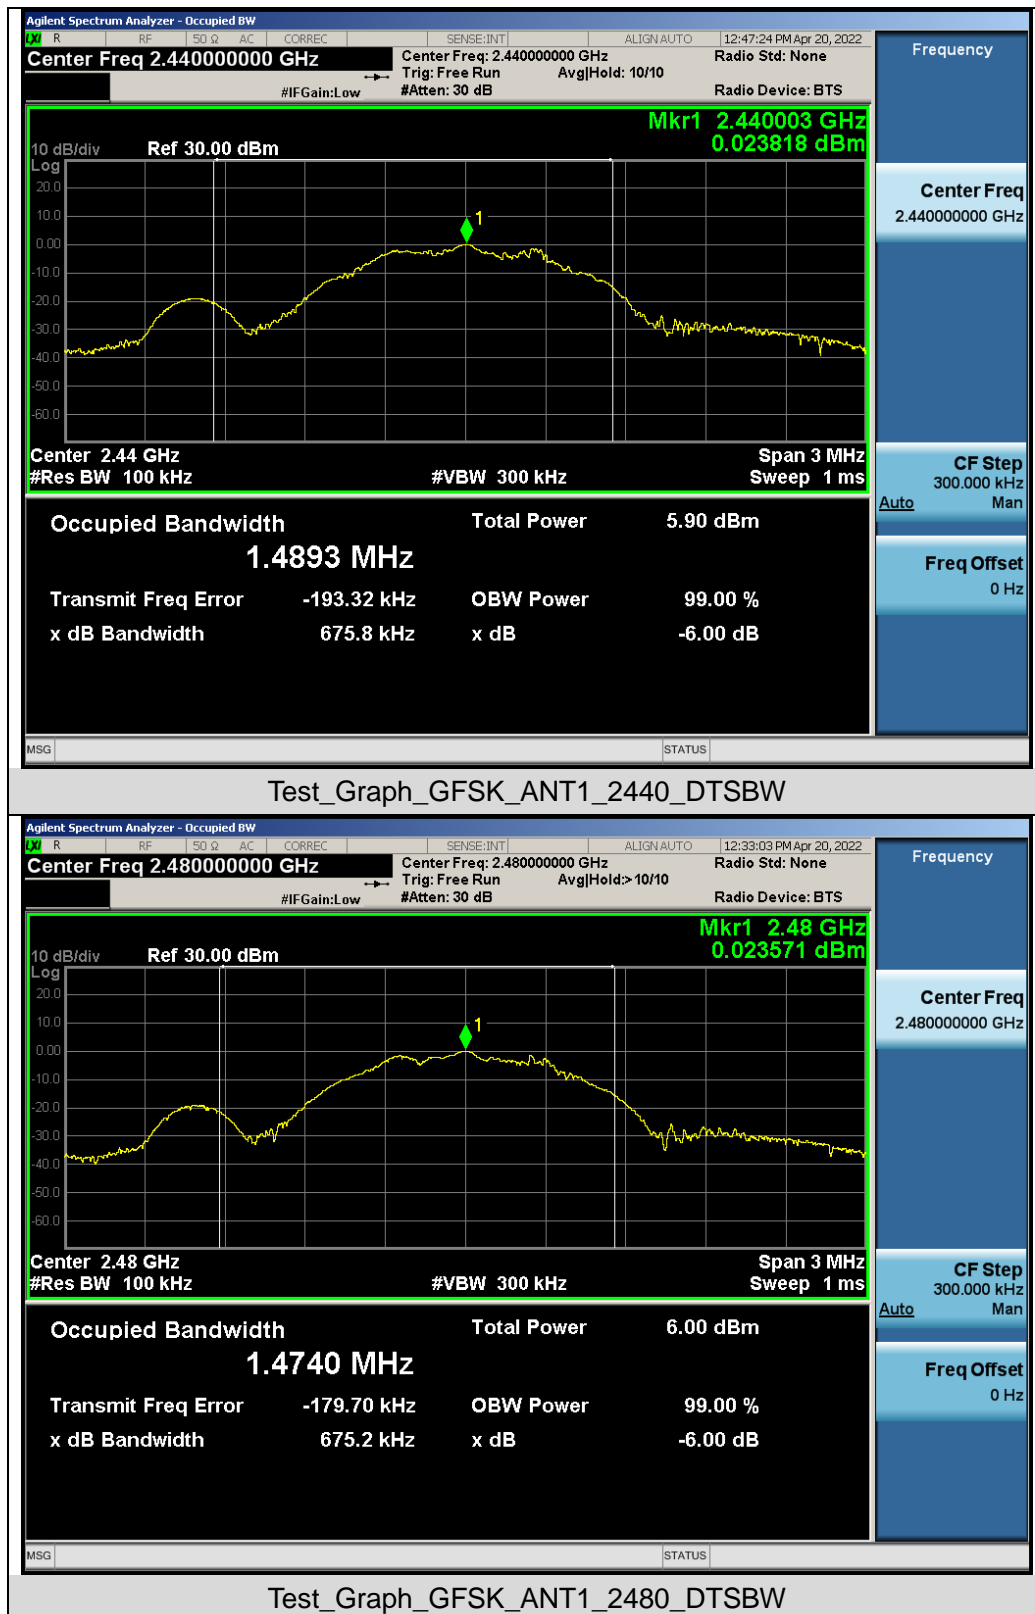 Agilent Spectrum Analyzer - Occupied BW
LXI R RF 50 Ω AC CORREC SENSE:INT ALIGN AUTO 12:47:24 PM Apr 20, 2022
Center Freq 2.440000000 GHz
Center Freq: 2.440000000 GHz
Radio Std: None
Trig: Free Run
Avg|Hold: 10/10
#IFGain:Low
#Atten: 30 dB
Radio Device: BTS
Frequency
Mkr1 2.440003 GHz
0.023818 dBm
10 dB/div
Ref 30.00 dBm
Log
20.0
10.0
0.00
-10.0
-20.0
-30.0
-40.0
-50.0
-60.0
1
Center 2.44 GHz
Span 3 MHz
#Res BW 100 kHz
#VBW 300 kHz
Sweep 1 ms
Center Freq
2.440000000 GHz
CF Step
300.000 kHz
Auto Man
Freq Offset
0 Hz
Occupied Bandwidth
Total Power 5.90 dBm
1.4893 MHz
Transmit Freq Error -193.32 kHz
OBW Power 99.00 %
x dB Bandwidth 675.8 kHz
x dB -6.00 dB
MSG
STATUS
Test_Graph_GFSK_ANT1_2440_DTSBW
Agilent Spectrum Analyzer - Occupied BW
LXI R RF 50 Ω AC CORREC SENSE:INT ALIGN AUTO 12:33:03 PM Apr 20, 2022
Center Freq 2.480000000 GHz
Center Freq: 2.480000000 GHz
Radio Std: None
Trig: Free Run
Avg|Hold:> 10/10
#IFGain:Low
#Atten: 30 dB
Radio Device: BTS
Frequency
Mkr1 2.48 GHz
0.023571 dBm
10 dB/div
Ref 30.00 dBm
Log
20.0
10.0
0.00
-10.0
-20.0
-30.0
-40.0
-50.0
-60.0
1
Center 2.48 GHz
Span 3 MHz
#Res BW 100 kHz
#VBW 300 kHz
Sweep 1 ms
Center Freq
2.480000000 GHz
CF Step
300.000 kHz
Auto Man
Freq Offset
0 Hz
Occupied Bandwidth
Total Power 6.00 dBm
1.4740 MHz
Transmit Freq Error -179.70 kHz
OBW Power 99.00 %
x dB Bandwidth 675.2 kHz
x dB -6.00 dB
MSG
STATUS
Test_Graph_GFSK_ANT1_2480_DTSBW